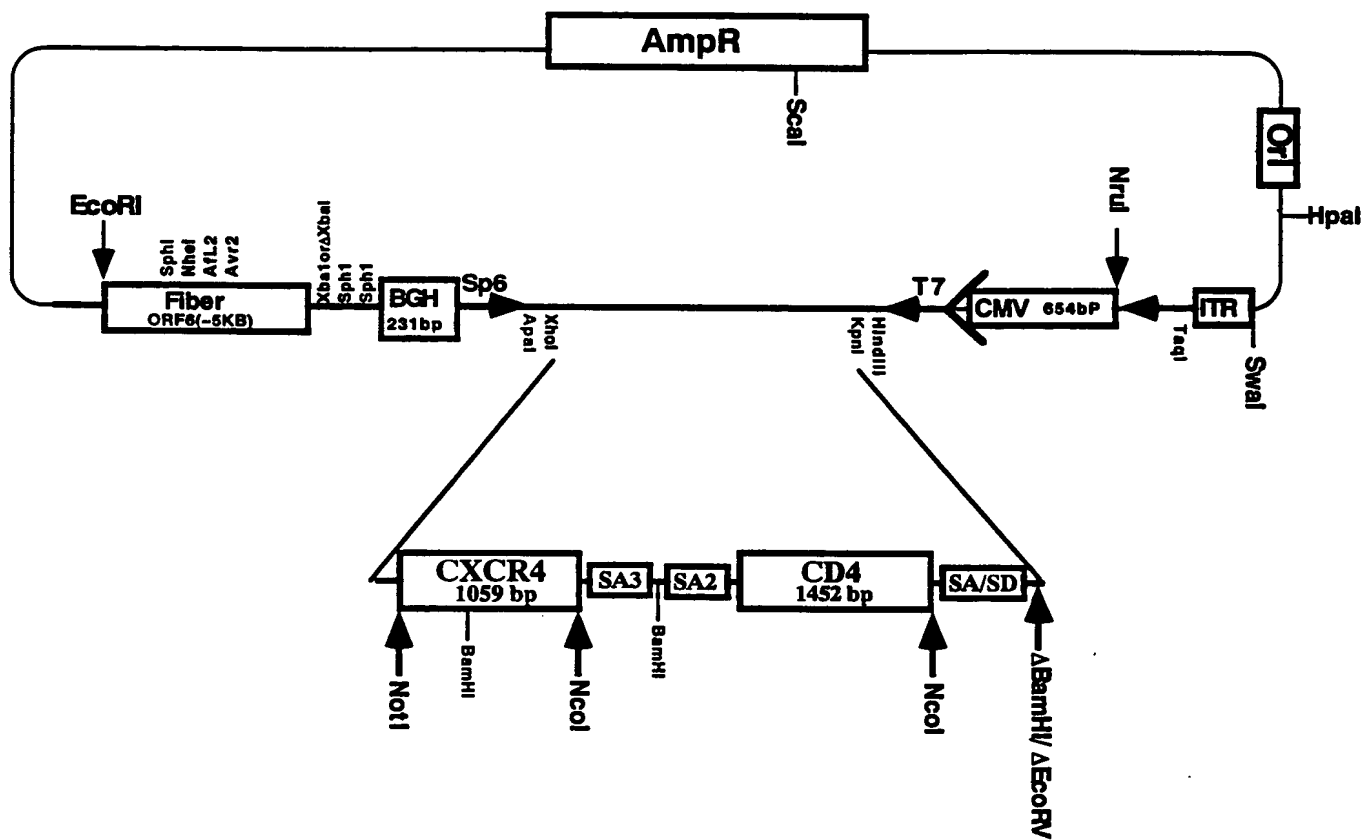 AmpR
ScaI
OrI
HpaI
NruI
EcoRI
SphI
NheI
AfL2
Avr2
Xba1orΔXbaI
Sph1
Sph1
Fiber
ORF6(~5KB)
BGH
231bp
Sp6
ApaI
XhoI
T7
KpnI
HindIII
CMV 654bP
TaqI
ITR
SwaI
CXCR4
1059 bp
SA3
SA2
CD4
1452 bp
SA/SD
NotI
BamHI
NcoI
BamHI
NcoI
ΔBamHI/ ΔEcoRV